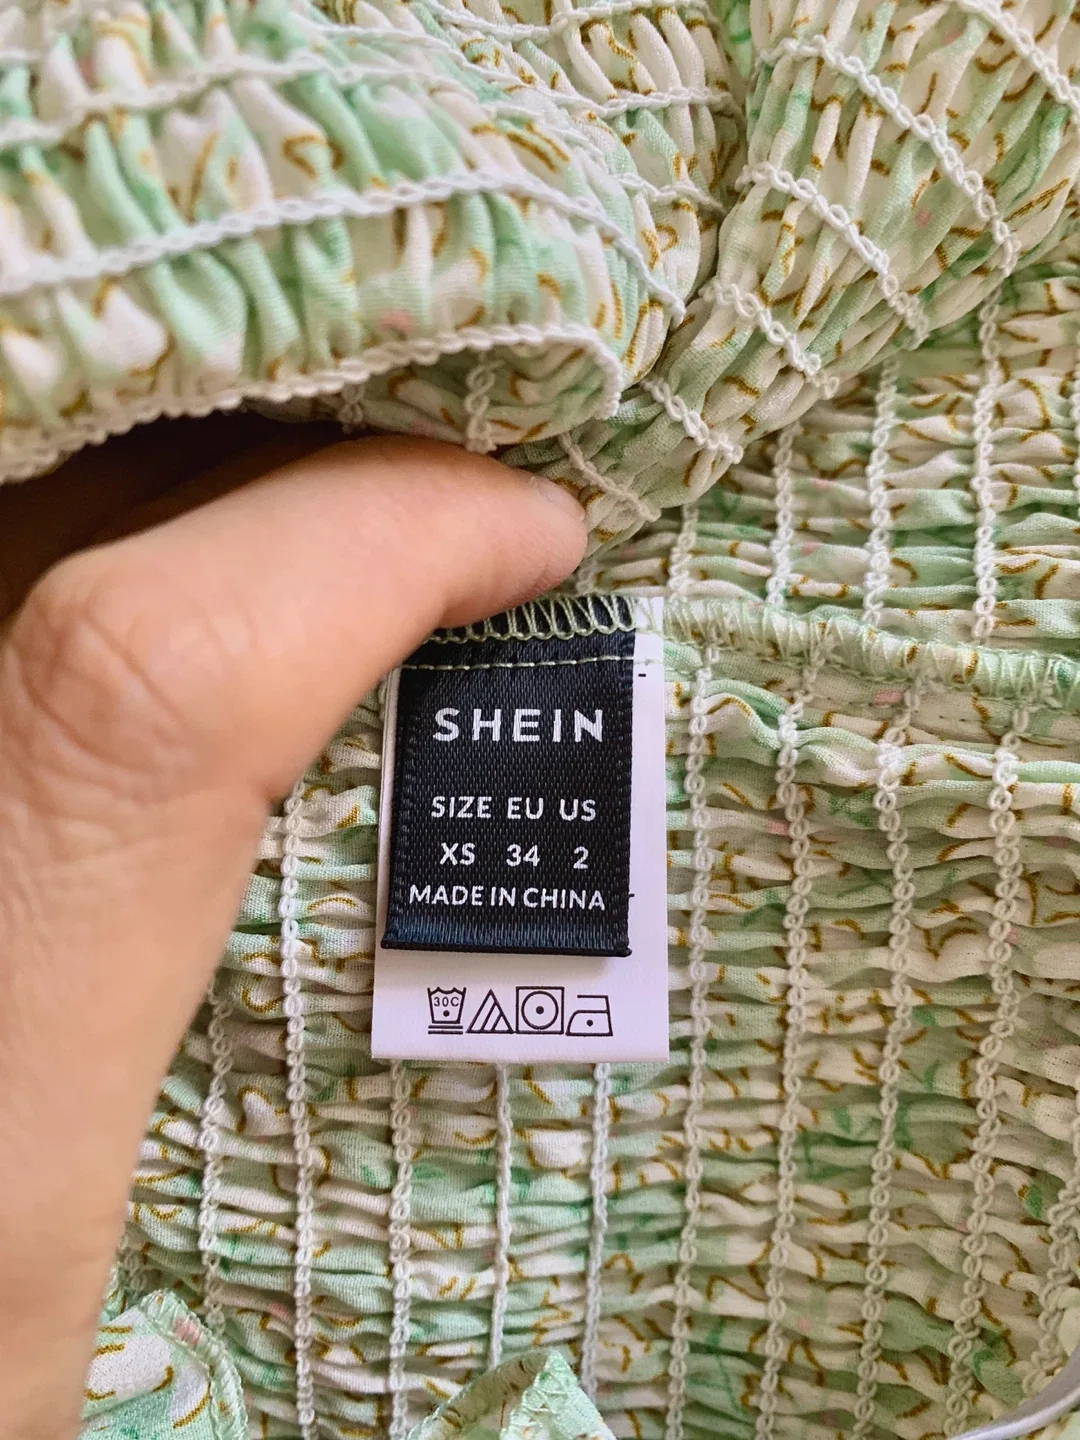 SHEIN
SIZE EU US
XS 34 2
MADE IN CHINA
30C